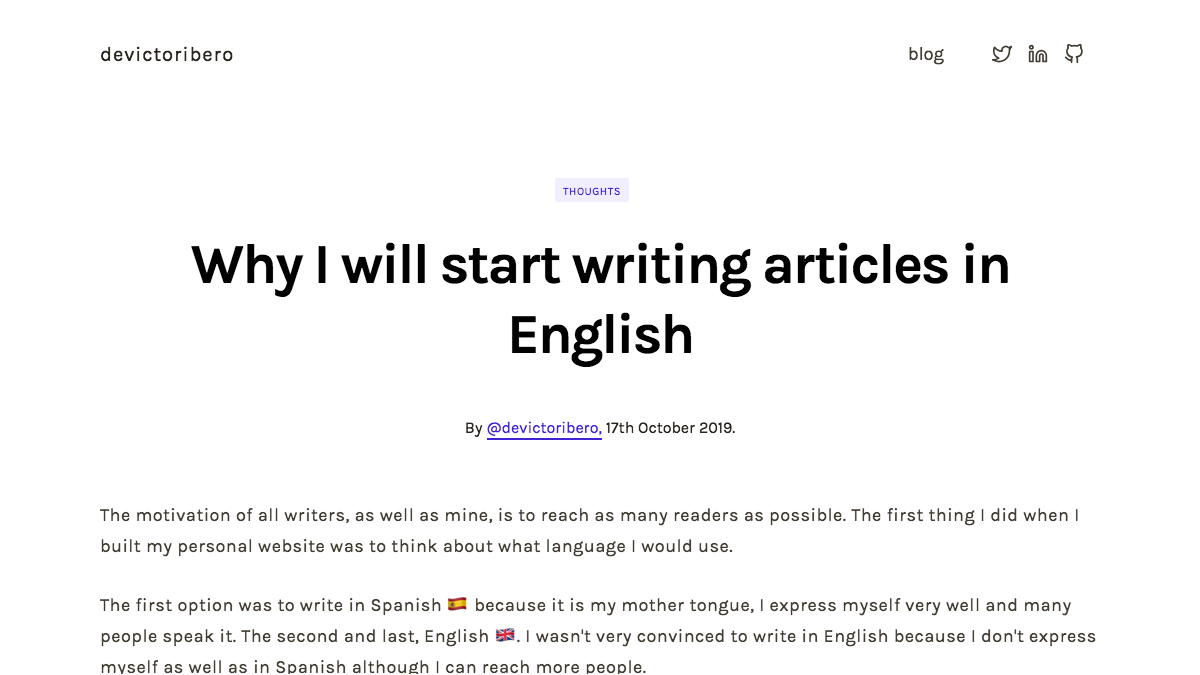 devictoribero
blog
THOUGHTS
Why I will start writing articles in
English
By @devictoribero, 17th October 2019.
The motivation of all writers, as well as mine, is to reach as many readers as possible. The first thing I did when I
built my personal website was to think about what language I would use.
The first option was to write in Spanish 🇪🇸 because it is my mother tongue, I express myself very well and many
people speak it. The second and last, English 🇬🇧. I wasn't very convinced to write in English because I don't express
myself as well as in Spanish although I can reach more people.